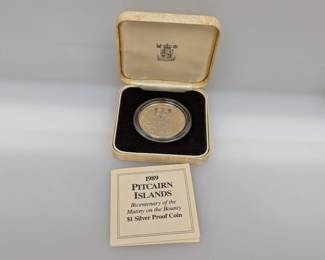 1989
PITCAIRN
ISLANDS
Bicentenary of the
Mutiny on the Bounty
$1 Silver Proof Coin